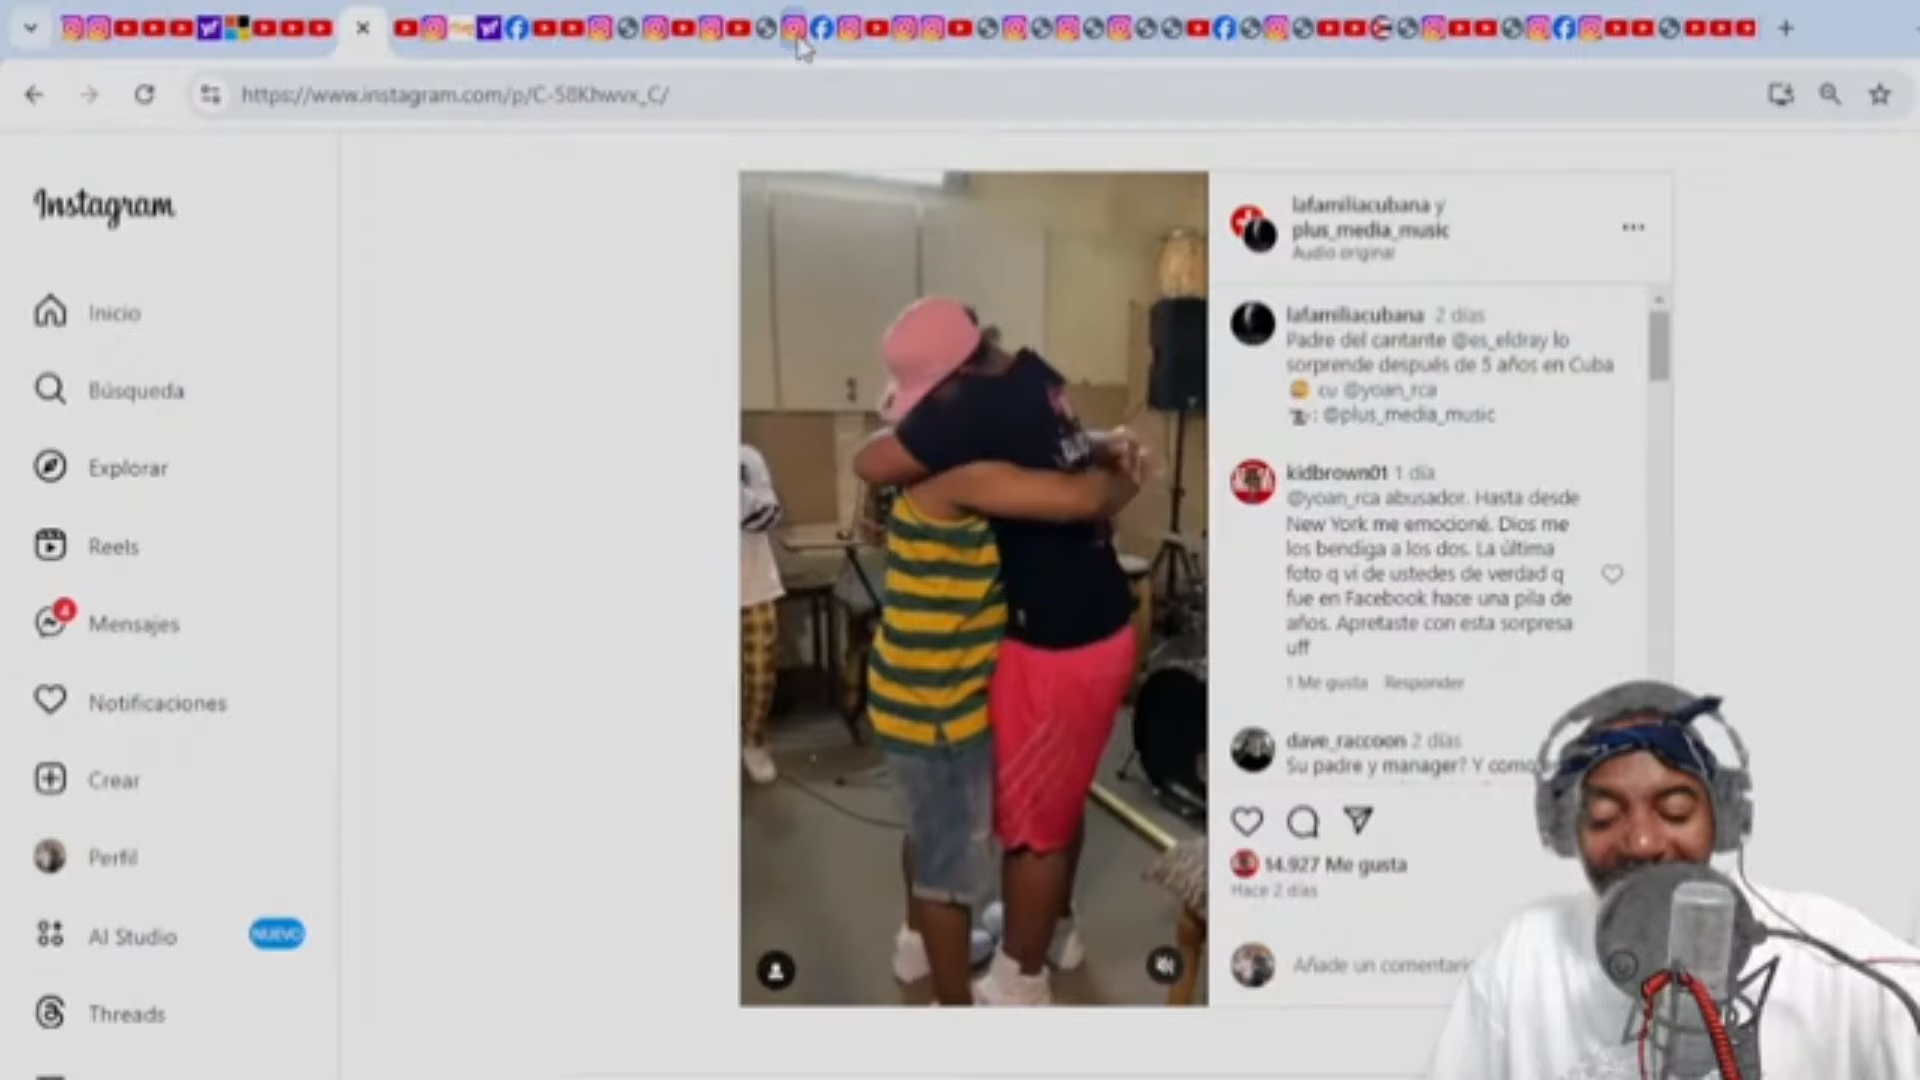 https://www.instagram.com/p/C-58Khwvx_C/
Instagram
Inicio
Búsqueda
Explorar
Reels
4
Mensajes
Notificaciones
Crear
Perfil
AI Studio
NUEVO
Threads
lafamiliacubana y
plus_media_music
Audio original
lafamiliacubana 2 días
Padre del cantante @es_eldray lo
sorprende después de 5 años en Cuba
cu @yoan_rca
: @plus_media_music
kidbrown01 1 día
@yoan_rca abusador. Hasta desde
New York me emocioné. Dios me
los bendiga a los dos. La última
foto q vi de ustedes de verdad q
fue en Facebook hace una pila de
años. Apretaste con esta sorpresa
uff
1 Me gusta Responder
dave_raccoon 2 días
Su padre y manager? Y como
14.927 Me gusta
Hace 2 días
Añade un comentario